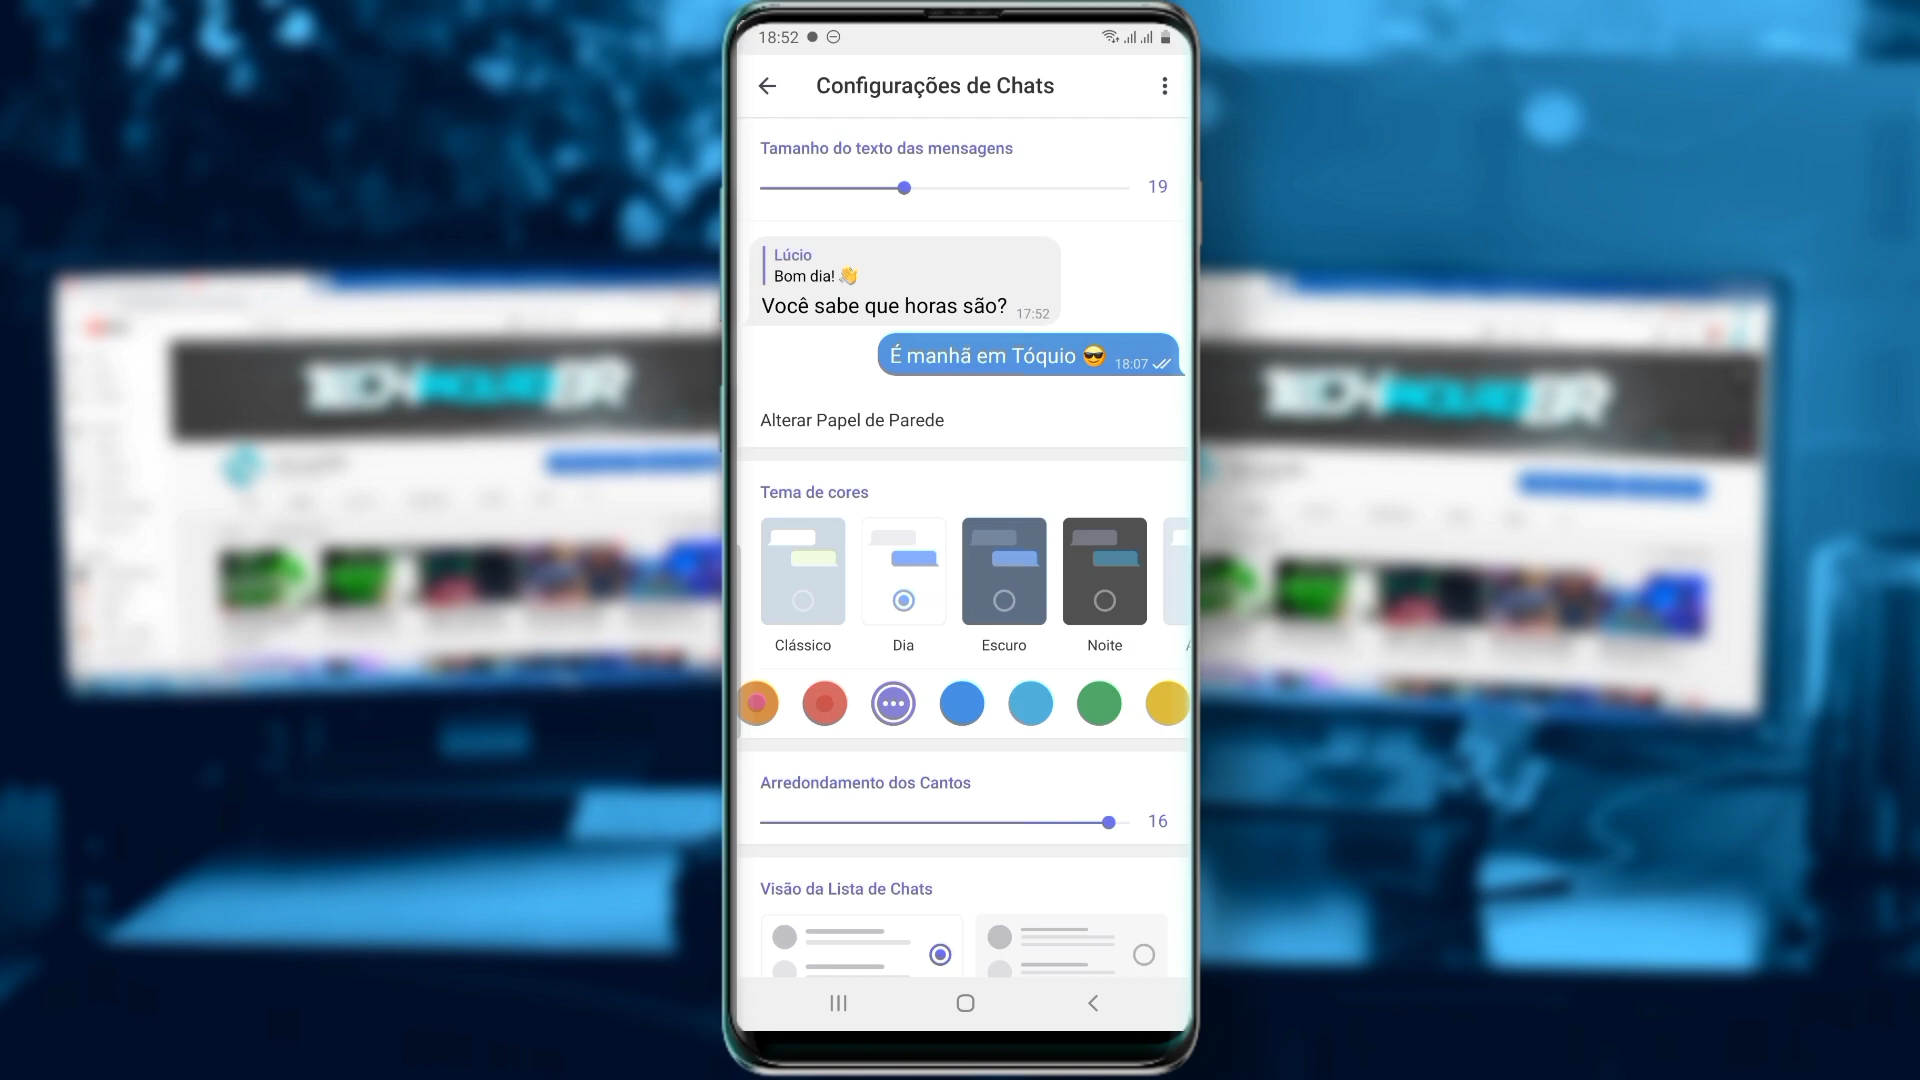 18:52
Configurações de Chats
Tamanho do texto das mensagens
19
Lúcio
Bom dia! 👋
Você sabe que horas são? 17:52
É manhã em Tóquio 😎 18:07
Alterar Papel de Parede
Tema de cores
Clássico
Dia
Escuro
Noite
Arredondamento dos Cantos
16
Visão da Lista de Chats